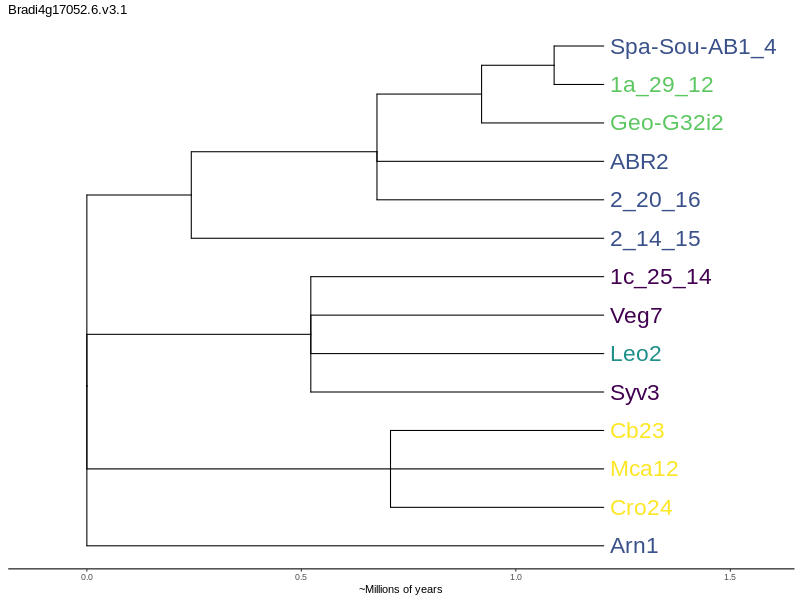 Bradi4g17052.6.v3.1
Spa-Sou-AB1_4
1a_29_12
Geo-G32i2
ABR2
2_20_16
2_14_15
1c_25_14
Veg7
Leo2
Syv3
Cb23
Mca12
Cro24
Arn1
0.0 0.5 1.0 1.5
~Millions of years